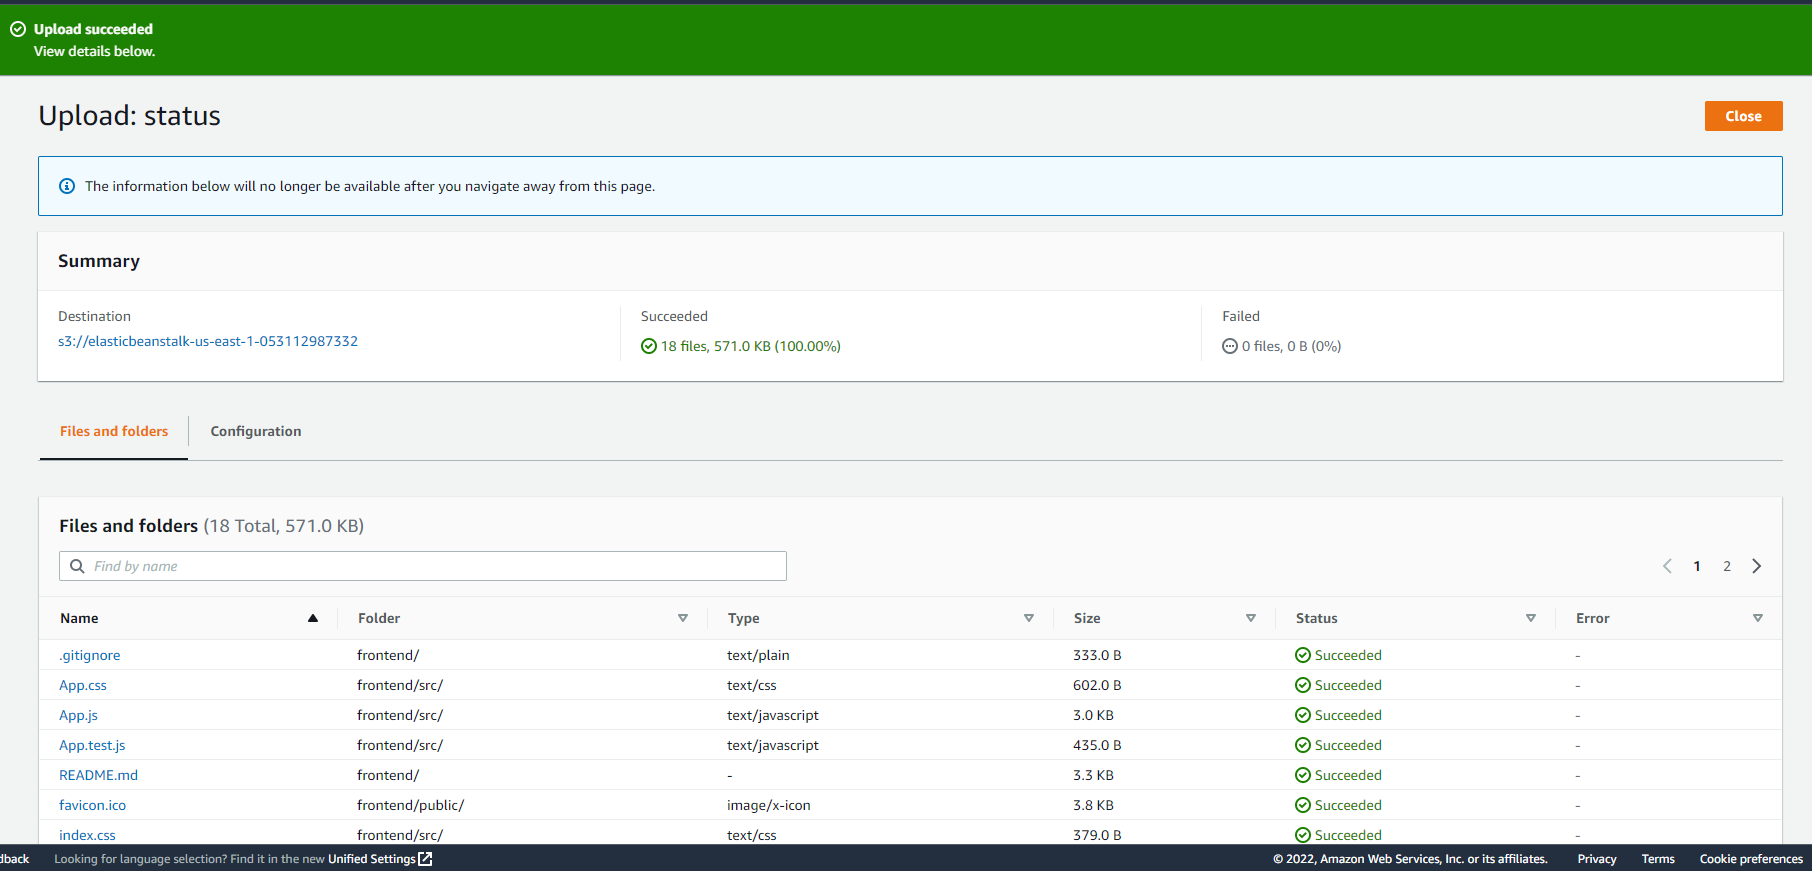 Upload succeeded
View details below.
Upload: status
Close
The information below will no longer be available after you navigate away from this page.
Summary
Destination
s3://elasticbeanstalk-us-east-1-053112987332
Succeeded
18 files, 571.0 KB (100.00%)
Failed
0 files, 0 B (0%)
Files and folders
Configuration
Files and folders (18 Total, 571.0 KB)
Find by name
1 2
Name Folder Type Size Status Error
.gitignore frontend/ text/plain 333.0 B Succeeded -
App.css frontend/src/ text/css 602.0 B Succeeded -
App.js frontend/src/ text/javascript 3.0 KB Succeeded -
App.test.js frontend/src/ text/javascript 435.0 B Succeeded -
README.md frontend/ - 3.3 KB Succeeded -
favicon.ico frontend/public/ image/x-icon 3.8 KB Succeeded -
index.css frontend/src/ text/css 379.0 B Succeeded -
dback Looking for language selection? Find it in the new Unified Settings © 2022, Amazon Web Services, Inc. or its affiliates. Privacy Terms Cookie preferences